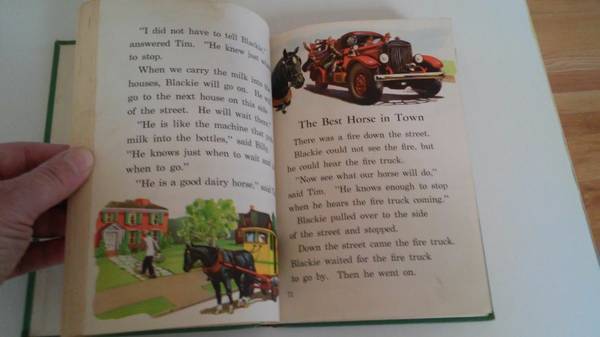 "I did not have to tell Blackie,"
answered Tim. "He knew just
to stop.
When we carry the milk into the
houses, Blackie will go on. He
go to the next house on this side
of the street. He will wait there."
"He is like the machine that
milk into the bottles," said Billy.
"He knows just when to wait and
when to go."
"He is a good dairy horse," said
The Best Horse in Town
There was a fire down the street.
Blackie could not see the fire, but
he could hear the fire truck.
"Now see what our horse will do,"
said Tim. "He knows enough to stop
when he hears the fire truck coming."
Blackie pulled over to the side
of the street and stopped.
Down the street came the fire truck.
Blackie waited for the fire truck
to go by. Then he went on.